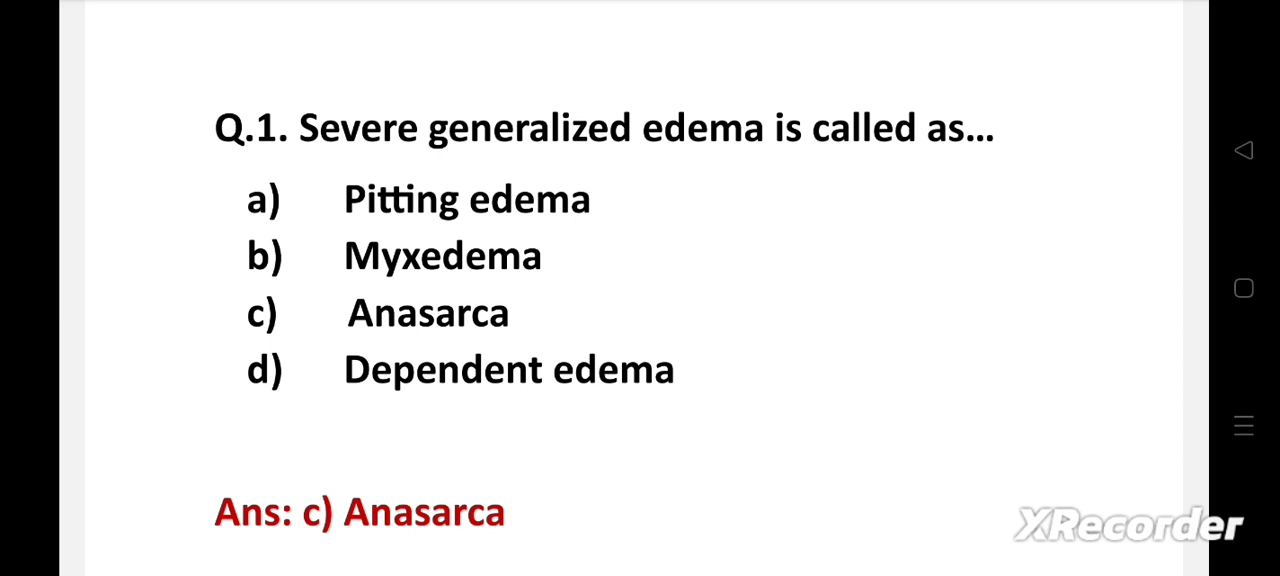 Q.1. Severe generalized edema is called as...
a) Pitting edema
b) Myxedema
c) Anasarca
d) Dependent edema
Ans: c) Anasarca
XRecorder